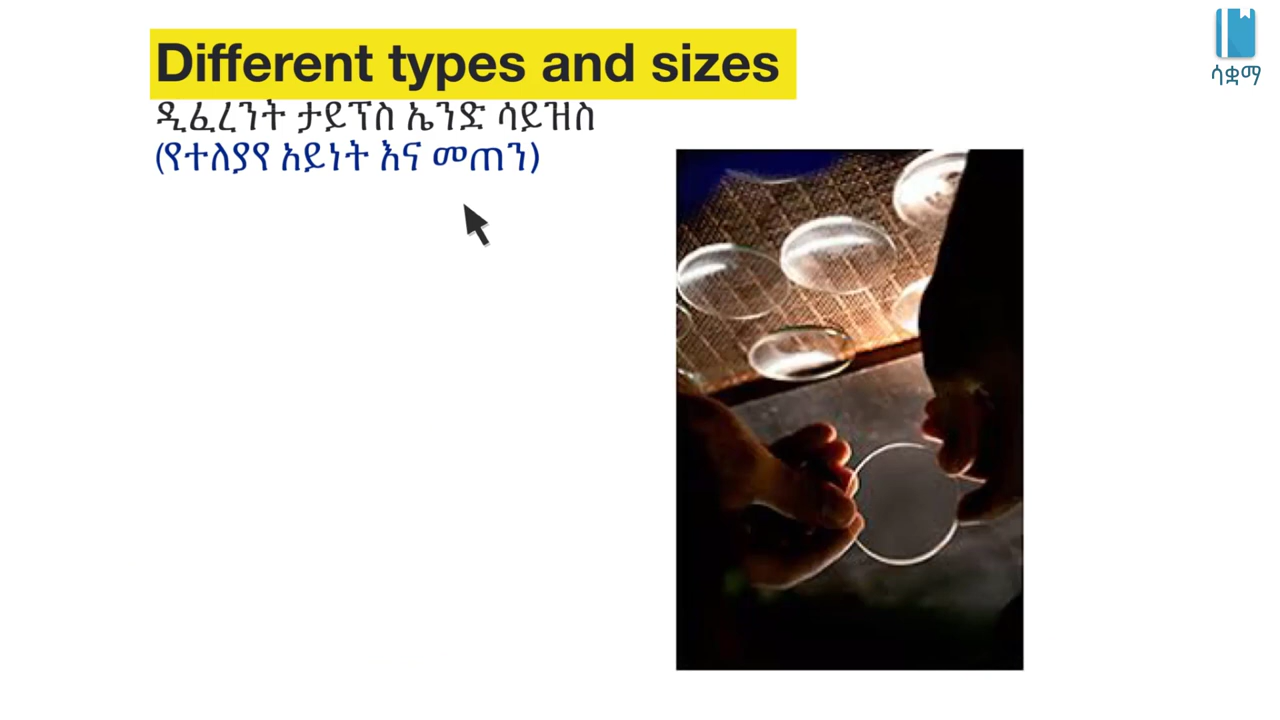 Different types and sizes
ዲፈረንት ታይፕስ ኤንድ ሳይዝስ
(የተለያየ አይነት እና መጠን)
ሳቋማ